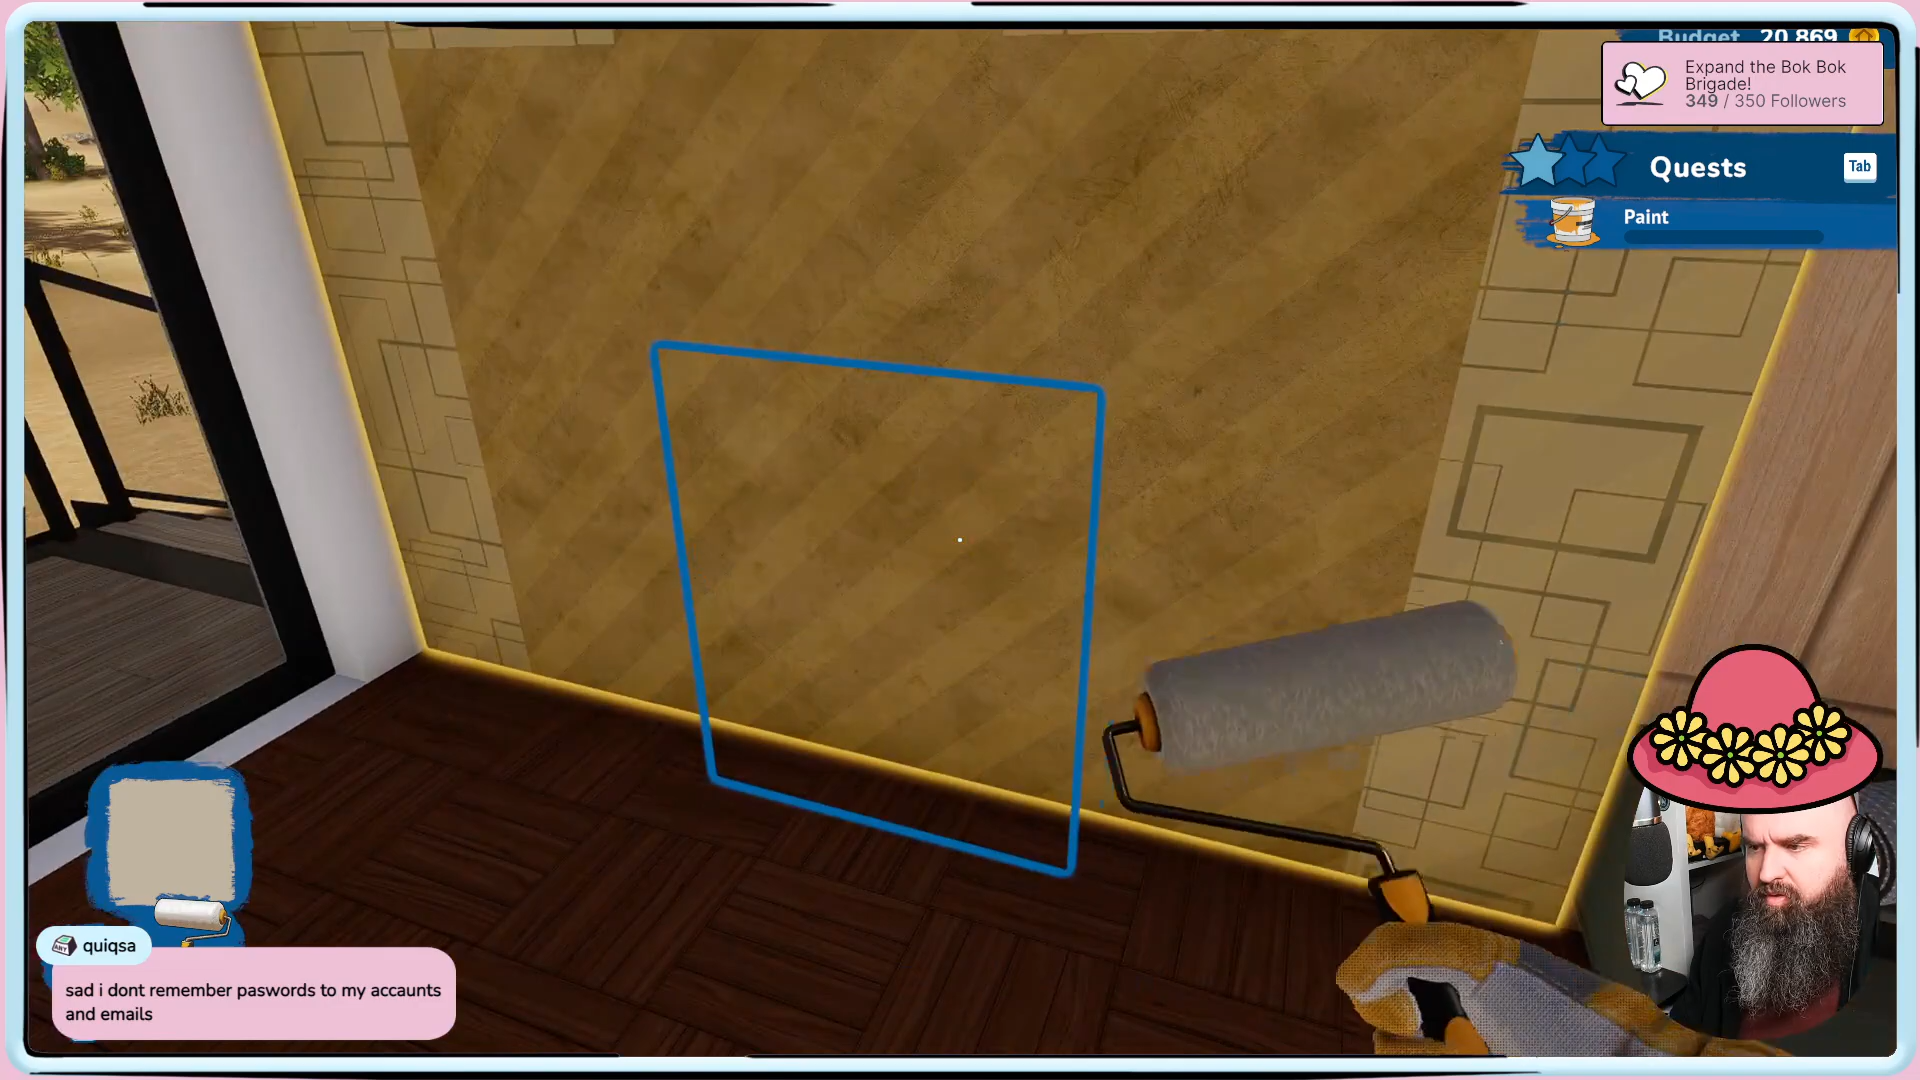 Budget 20 869
Expand the Bok Bok
Brigade!
349 / 350 Followers
Quests
Tab
Paint
quiqsa
sad i dont remember paswords to my accaunts
and emails